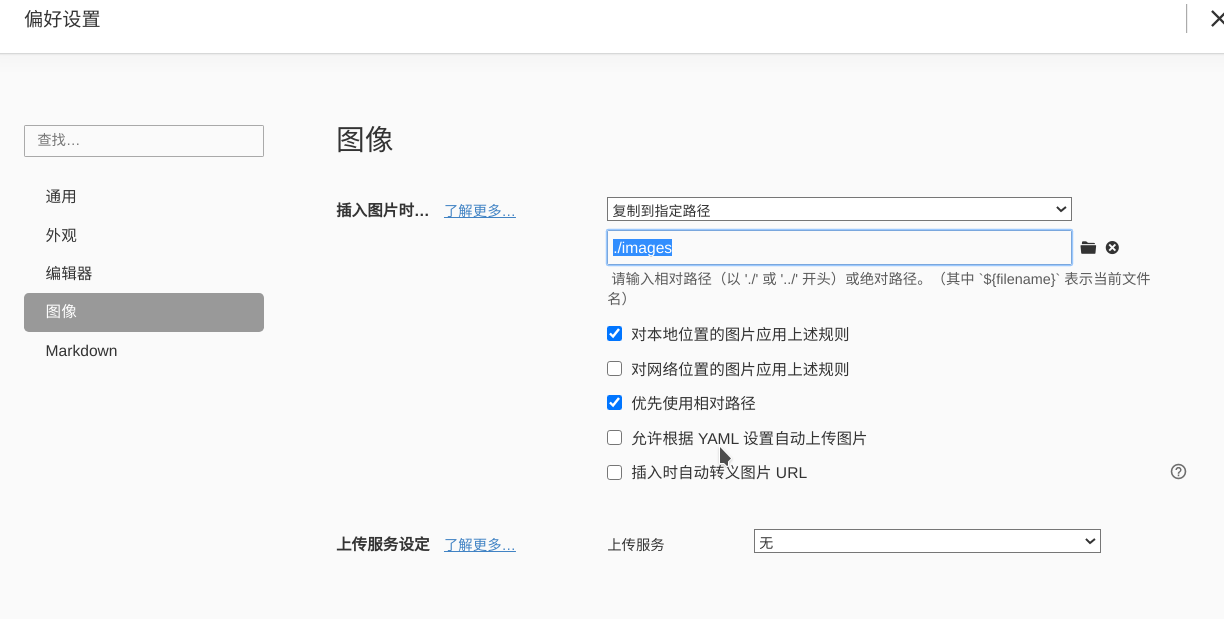 偏好设置
查找…
通用
外观
编辑器
图像
Markdown
图像
插入图片时… 了解更多…
复制到指定路径
./images
请输入相对路径（以 './' 或 '../' 开头）或绝对路径。（其中 `${filename}` 表示当前文件
名）
对本地位置的图片应用上述规则
对网络位置的图片应用上述规则
优先使用相对路径
允许根据 YAML 设置自动上传图片
插入时自动转义图片 URL
上传服务设定 了解更多…
上传服务 无